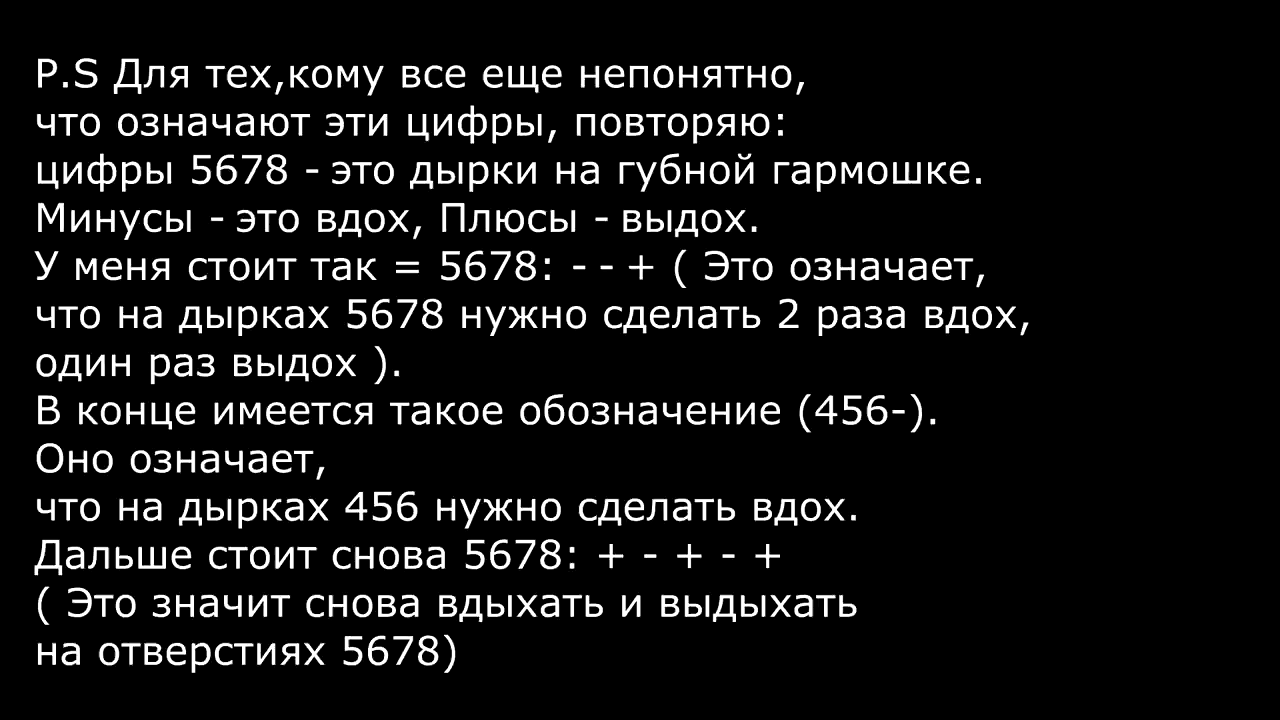 P.S Для тех,кому все еще непонятно,
что означают эти цифры, повторяю:
цифры 5678 - это дырки на губной гармошке.
Минусы - это вдох, Плюсы - выдох.
У меня стоит так = 5678: - - + ( Это означает,
что на дырках 5678 нужно сделать 2 раза вдох,
один раз выдох ).
В конце имеется такое обозначение (456-).
Оно означает,
что на дырках 456 нужно сделать вдох.
Дальше стоит снова 5678: + - + - +
( Это значит снова вдыхать и выдыхать
на отверстиях 5678)